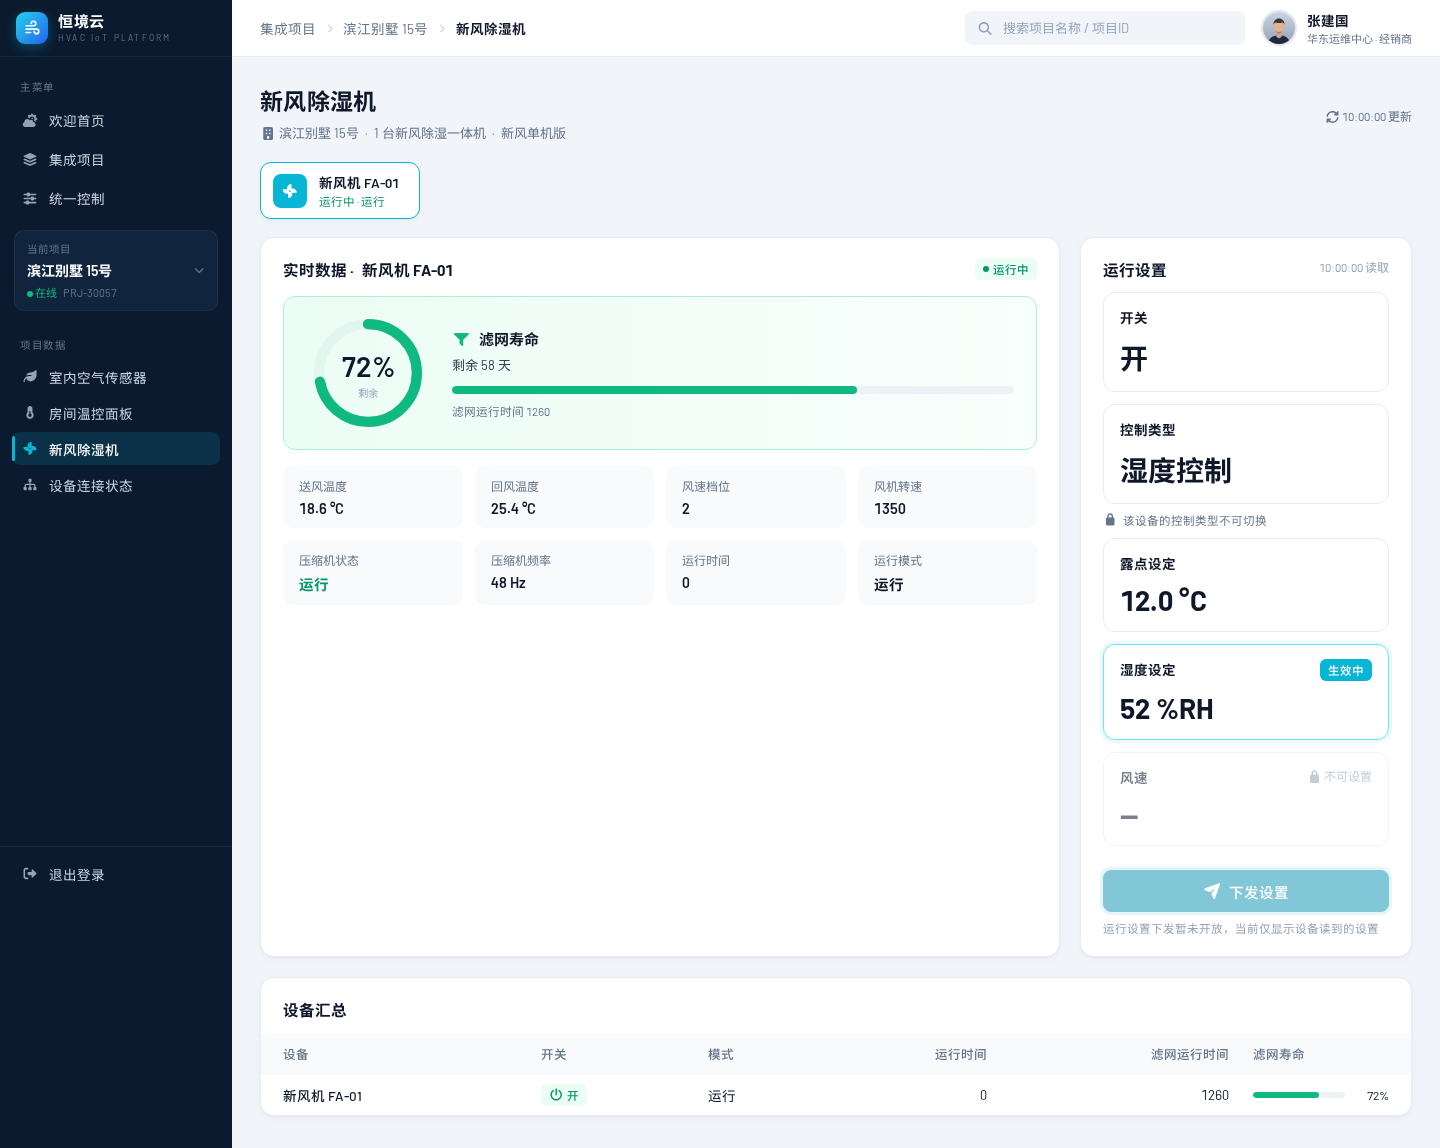 恒境云
HVAC IoT PLATFORM
主菜单
欢迎首页
集成项目
统一控制
当前项目
滨江别墅 15号
在线 PRJ-30057
项目数据
室内空气传感器
房间温控面板
新风除湿机
设备连接状态
退出登录
集成项目 > 滨江别墅 15号 > 新风除湿机
搜索项目名称 / 项目ID
张建国
华东运维中心 · 经销商
新风除湿机
滨江别墅 15号 · 1 台新风除湿一体机 · 新风单机版
10:00:00 更新
新风机 FA-01
运行中 · 运行
实时数据 · 新风机 FA-01
运行中
72%
剩余
滤网寿命
剩余 58 天
滤网运行时间 1260
送风温度
18.6 °C
回风温度
25.4 °C
风速档位
2
风机转速
1350
压缩机状态
运行
压缩机频率
48 Hz
运行时间
0
运行模式
运行
运行设置
10:00:00 读取
开关
开
控制类型
湿度控制
该设备的控制类型不可切换
露点设定
12.0 °C
湿度设定
生效中
52 %RH
风速
不可设置
—
下发设置
运行设置下发暂未开放，当前仅显示设备读到的设置
设备汇总
设备 开关 模式 运行时间 滤网运行时间 滤网寿命
新风机 FA-01 开 运行 0 1260 72%